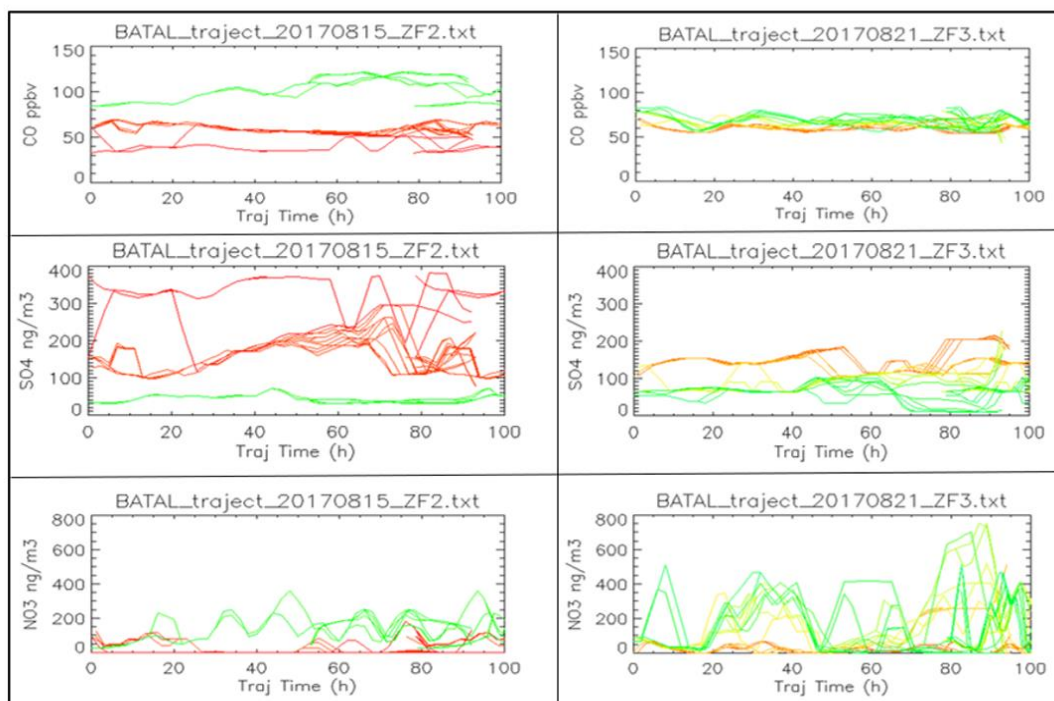 BATAL_traject_20170815_ZF2.txt
150
100
50
0
CO ppbv
0 20 40 60 80 100
Traj Time (h)
BATAL_traject_20170821_ZF3.txt
150
100
50
0
CO ppbv
0 20 40 60 80 100
Traj Time (h)
BATAL_traject_20170815_ZF2.txt
400
300
200
100
0
SO4 ng/m3
0 20 40 60 80 100
Traj Time (h)
BATAL_traject_20170821_ZF3.txt
400
300
200
100
0
SO4 ng/m3
0 20 40 60 80 100
Traj Time (h)
BATAL_traject_20170815_ZF2.txt
800
600
400
200
0
NO3 ng/m3
0 20 40 60 80 100
Traj Time (h)
BATAL_traject_20170821_ZF3.txt
800
600
400
200
0
NO3 ng/m3
0 20 40 60 80 100
Traj Time (h)